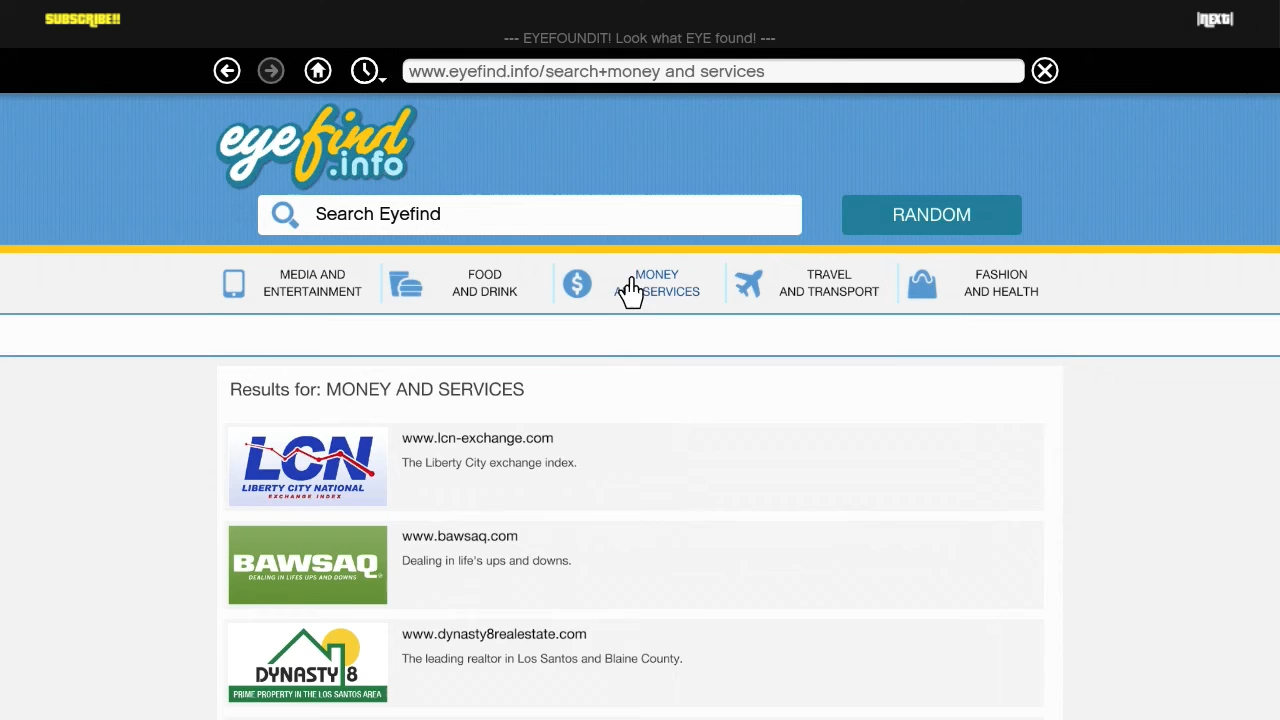 SUBSCRIBE!!
NEXT
--- EYEFOUNDIT! Look what EYE found! ---
www.eyefind.info/search+money and services
eyefind
.info
Search Eyefind
RANDOM
MEDIA AND
ENTERTAINMENT
FOOD
AND DRINK
MONEY
AND SERVICES
TRAVEL
AND TRANSPORT
FASHION
AND HEALTH
Results for: MONEY AND SERVICES
LCN
LIBERTY CITY NATIONAL
EXCHANGE INDEX
www.lcn-exchange.com
The Liberty City exchange index.
BAWSAQ
DEALING IN LIFES UPS AND DOWNS
www.bawsaq.com
Dealing in life's ups and downs.
DYNASTY 8
PRIME PROPERTY IN THE LOS SANTOS AREA
www.dynasty8realestate.com
The leading realtor in Los Santos and Blaine County.